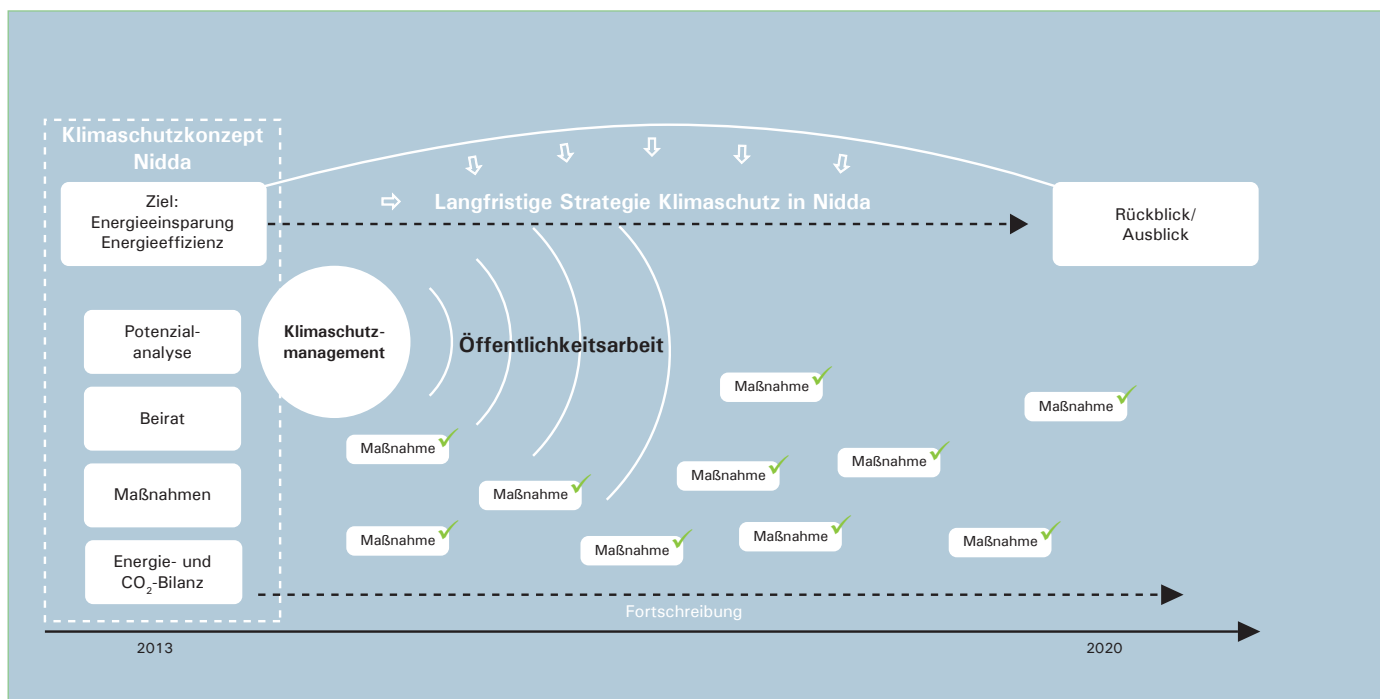 Klimaschutzkonzept
Nidda
Ziel:
Energieeinsparung
Energieeffizienz
Langfristige Strategie Klimaschutz in Nidda
Rückblick/
Ausblick
Potenzial-
analyse
Klimaschutz-
management
Öffentlichkeitsarbeit
Beirat
Maßnahmen
Energie- und
CO₂-Bilanz
Maßnahme
Maßnahme
Maßnahme
Maßnahme
Maßnahme
Maßnahme
Maßnahme
Maßnahme
Maßnahme
Maßnahme
Fortschreibung
2013
2020